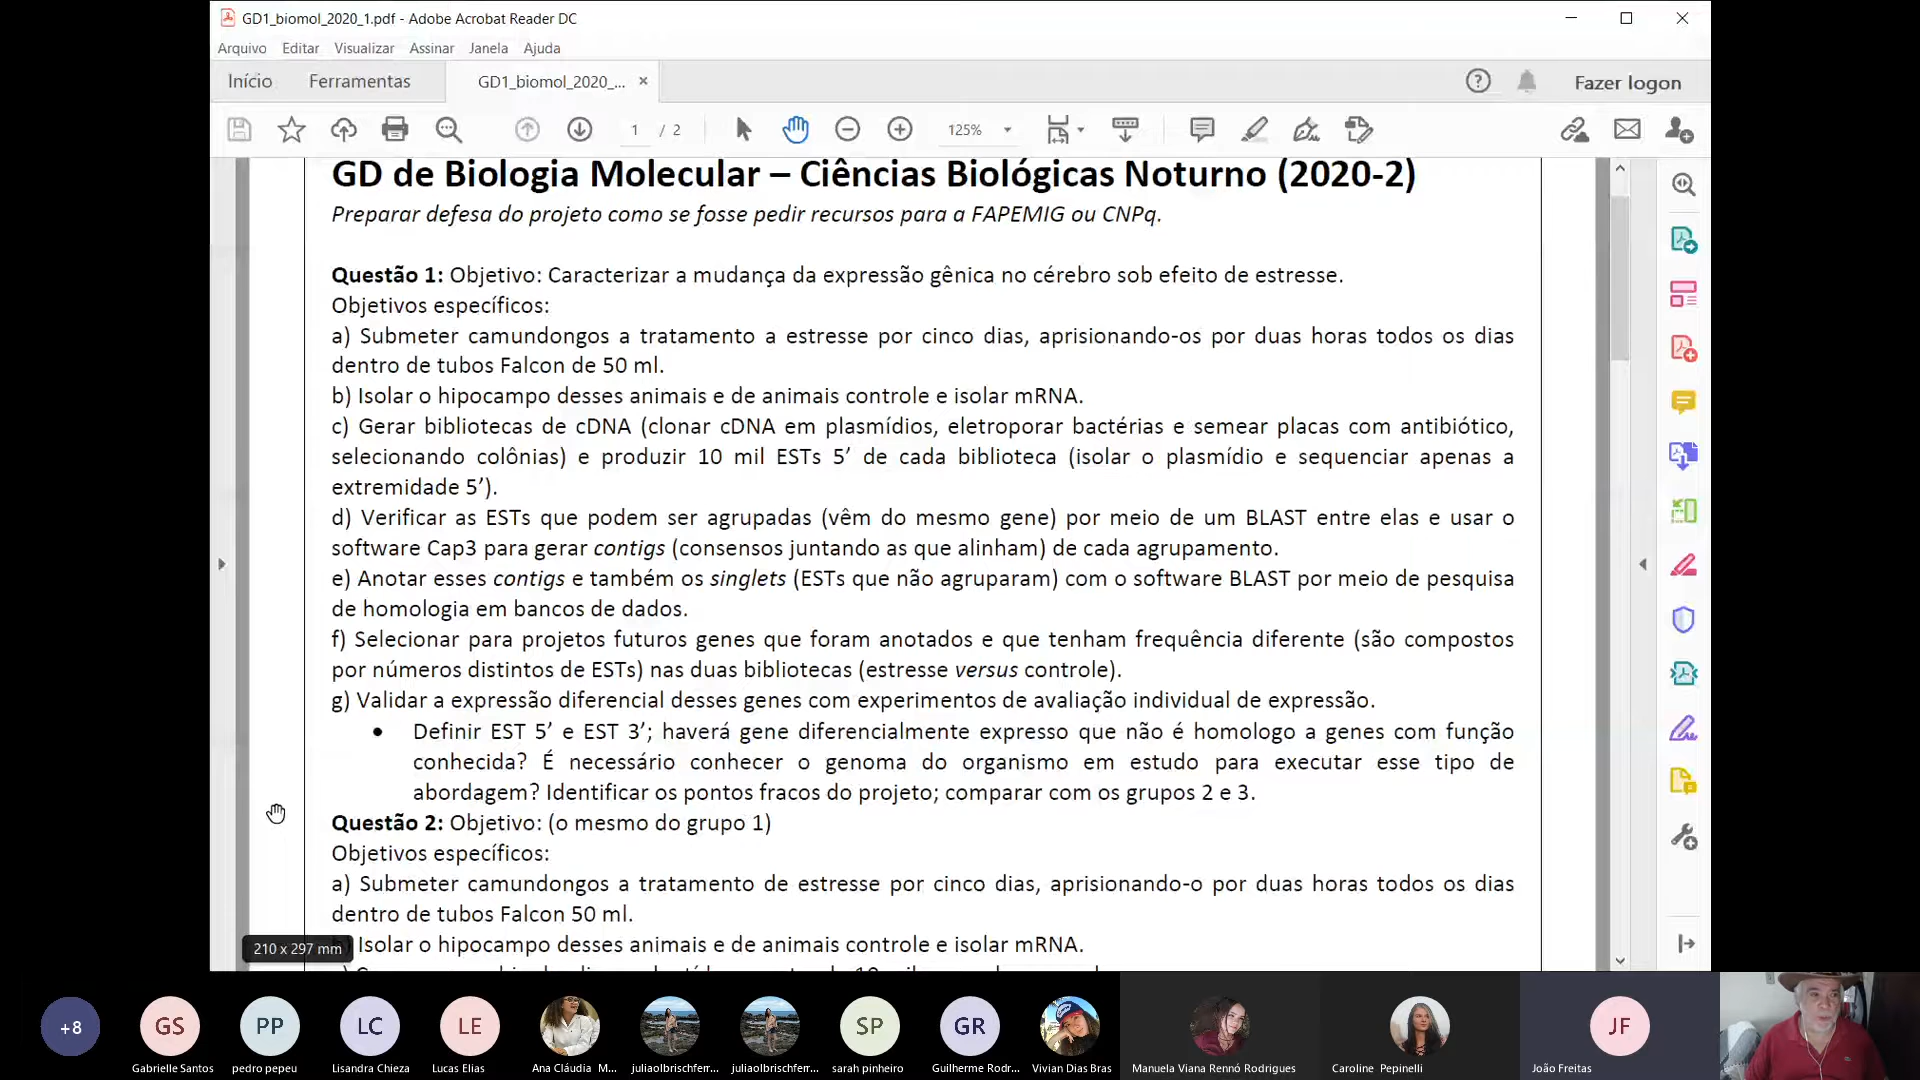 GD1_biomol_2020_1.pdf - Adobe Acrobat Reader DC
Arquivo Editar Visualizar Assinar Janela Ajuda
Início Ferramentas GD1_biomol_2020_... × Fazer logon
1 / 2 125%
GD de Biologia Molecular – Ciências Biológicas Noturno (2020-2)
Preparar defesa do projeto como se fosse pedir recursos para a FAPEMIG ou CNPq.
Questão 1: Objetivo: Caracterizar a mudança da expressão gênica no cérebro sob efeito de estresse.
Objetivos específicos:
a) Submeter camundongos a tratamento a estresse por cinco dias, aprisionando-os por duas horas todos os dias
dentro de tubos Falcon de 50 ml.
b) Isolar o hipocampo desses animais e de animais controle e isolar mRNA.
c) Gerar bibliotecas de cDNA (clonar cDNA em plasmídios, eletroporar bactérias e semear placas com antibiótico,
selecionando colônias) e produzir 10 mil ESTs 5’ de cada biblioteca (isolar o plasmídio e sequenciar apenas a
extremidade 5’).
d) Verificar as ESTs que podem ser agrupadas (vêm do mesmo gene) por meio de um BLAST entre elas e usar o
software Cap3 para gerar contigs (consensos juntando as que alinham) de cada agrupamento.
e) Anotar esses contigs e também os singlets (ESTs que não agruparam) com o software BLAST por meio de pesquisa
de homologia em bancos de dados.
f) Selecionar para projetos futuros genes que foram anotados e que tenham frequência diferente (são compostos
por números distintos de ESTs) nas duas bibliotecas (estresse versus controle).
g) Validar a expressão diferencial desses genes com experimentos de avaliação individual de expressão.
• Definir EST 5’ e EST 3’; haverá gene diferencialmente expresso que não é homologo a genes com função
conhecida? É necessário conhecer o genoma do organismo em estudo para executar esse tipo de
abordagem? Identificar os pontos fracos do projeto; comparar com os grupos 2 e 3.
Questão 2: Objetivo: (o mesmo do grupo 1)
Objetivos específicos:
a) Submeter camundongos a tratamento de estresse por cinco dias, aprisionando-o por duas horas todos os dias
dentro de tubos Falcon 50 ml.
Isolar o hipocampo desses animais e de animais controle e isolar mRNA.
210 x 297 mm
+8 GS PP LC LE SP GR JF
Gabrielle Santos pedro pepeu Lisandra Chieza Lucas Elias Ana Cláudia M... juliaolbrischferr... juliaolbrischferr... sarah pinheiro Guilherme Rodr... Vivian Dias Bras Manuela Viana Rennó Rodrigues Caroline Pepinelli João Freitas